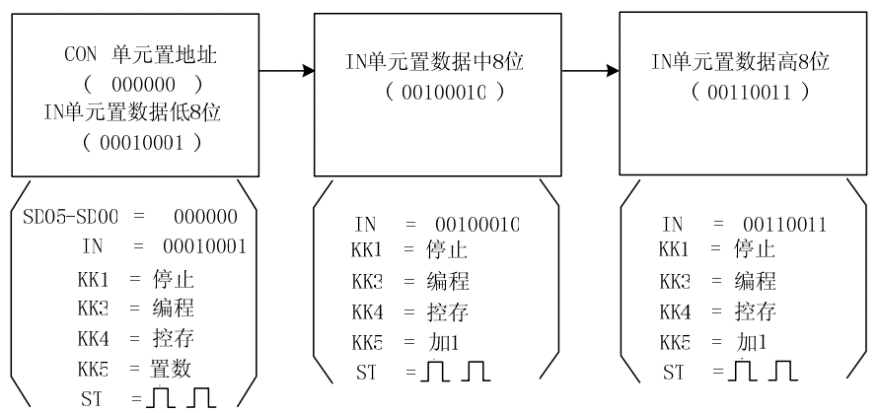 CON 单元置地址
( 000000 )
IN单元置数据低8位
( 00010001 )
IN单元置数据中8位
( 00100010 )
IN单元置数据高8位
( 00110011 )
SD05-SD00 = 000000
IN = 00010001
KK1 = 停止
KK3 = 编程
KK4 = 控存
KK5 = 置数
ST =
IN = 00100010
KK1 = 停止
KK3 = 编程
KK4 = 控存
KK5 = 加1
ST =
IN = 00110011
KK1 = 停止
KK3 = 编程
KK4 = 控存
KK5 = 加1
ST =